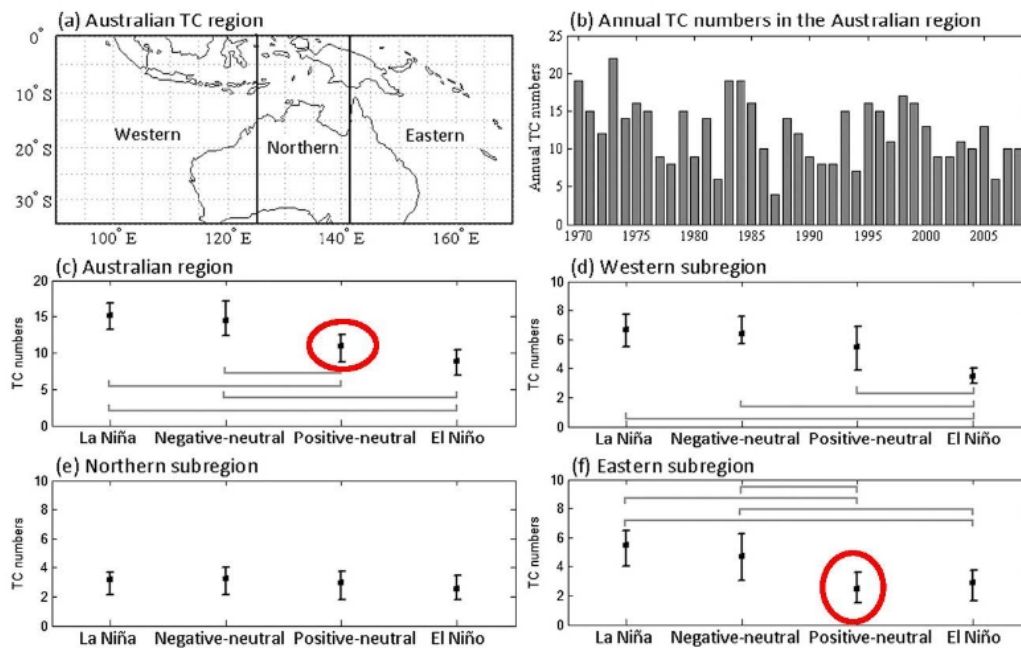 (a) Australian TC region
0°
10° S
20° S
30° S
Western
Northern
Eastern
100° E
120° E
140° E
160° E
(b) Annual TC numbers in the Australian region
Annual TC numbers
25
20
15
10
5
0
1970
1975
1980
1985
1990
1995
2000
2005
(c) Australian region
TC numbers
20
15
10
5
0
La Niña
Negative-neutral
Positive-neutral
El Niño
(d) Western subregion
TC numbers
10
8
6
4
2
0
La Niña
Negative-neutral
Positive-neutral
El Niño
(e) Northern subregion
TC numbers
10
8
6
4
2
0
La Niña
Negative-neutral
Positive-neutral
El Niño
(f) Eastern subregion
TC numbers
10
8
6
4
2
0
La Niña
Negative-neutral
Positive-neutral
El Niño